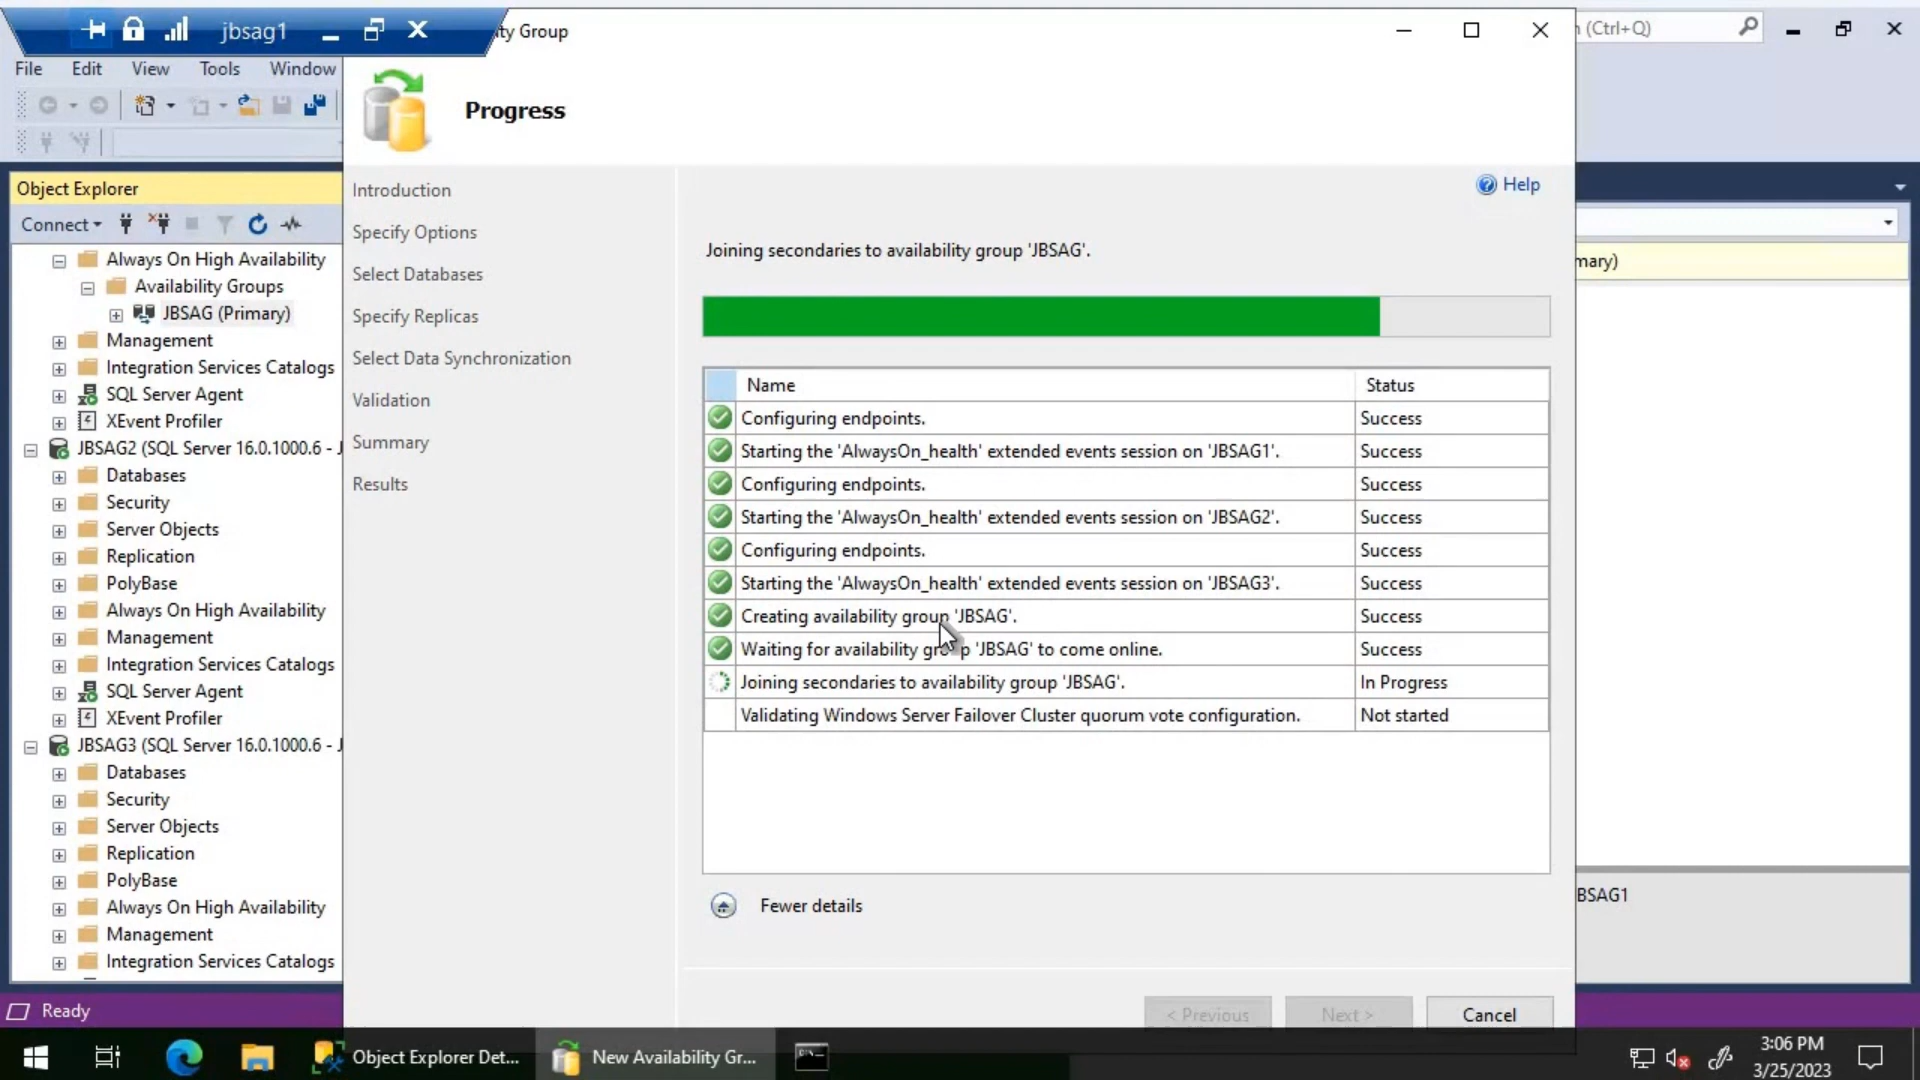 jbsag1
ty Group
(Ctrl+Q)
File Edit View Tools Window
Progress
Object Explorer
Connect
Always On High Availability
Availability Groups
JBSAG (Primary)
Management
Integration Services Catalogs
SQL Server Agent
XEvent Profiler
JBSAG2 (SQL Server 16.0.1000.6 - J
Databases
Security
Server Objects
Replication
PolyBase
Always On High Availability
Management
Integration Services Catalogs
SQL Server Agent
XEvent Profiler
JBSAG3 (SQL Server 16.0.1000.6 - J
Databases
Security
Server Objects
Replication
PolyBase
Always On High Availability
Management
Integration Services Catalogs
Ready
Introduction
Specify Options
Select Databases
Specify Replicas
Select Data Synchronization
Validation
Summary
Results
Help
Joining secondaries to availability group 'JBSAG'.
Name Status
Configuring endpoints. Success
Starting the 'AlwaysOn_health' extended events session on 'JBSAG1'. Success
Configuring endpoints. Success
Starting the 'AlwaysOn_health' extended events session on 'JBSAG2'. Success
Configuring endpoints. Success
Starting the 'AlwaysOn_health' extended events session on 'JBSAG3'. Success
Creating availability group 'JBSAG'. Success
Waiting for availability group 'JBSAG' to come online. Success
Joining secondaries to availability group 'JBSAG'. In Progress
Validating Windows Server Failover Cluster quorum vote configuration. Not started
Fewer details
< Previous Next > Cancel
mary)
BSAG1
Object Explorer Det...
New Availability Gr...
3:06 PM
3/25/2023